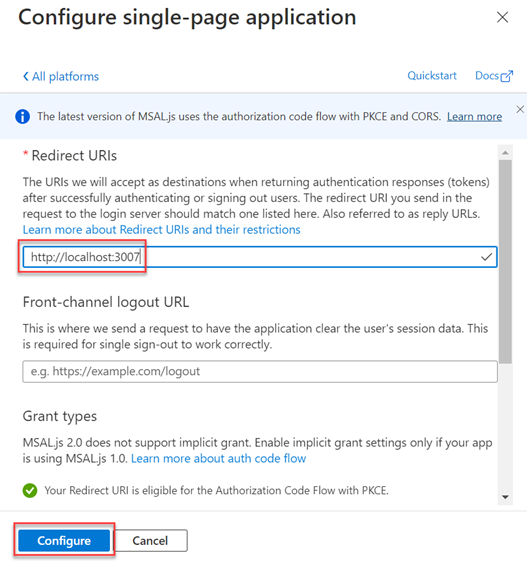 Configure single-page application
All platforms
Quickstart
Docs
The latest version of MSAL.js uses the authorization code flow with PKCE and CORS. Learn more
* Redirect URIs
The URIs we will accept as destinations when returning authentication responses (tokens)
after successfully authenticating or signing out users. The redirect URI you send in the
request to the login server should match one listed here. Also referred to as reply URLs.
Learn more about Redirect URIs and their restrictions
http://localhost:3007
Front-channel logout URL
This is where we send a request to have the application clear the user's session data. This
is required for single sign-out to work correctly.
e.g. https://example.com/logout
Grant types
MSAL.js 2.0 does not support implicit grant. Enable implicit grant settings only if your app
is using MSAL.js 1.0. Learn more about auth code flow
Your Redirect URI is eligible for the Authorization Code Flow with PKCE.
Configure
Cancel